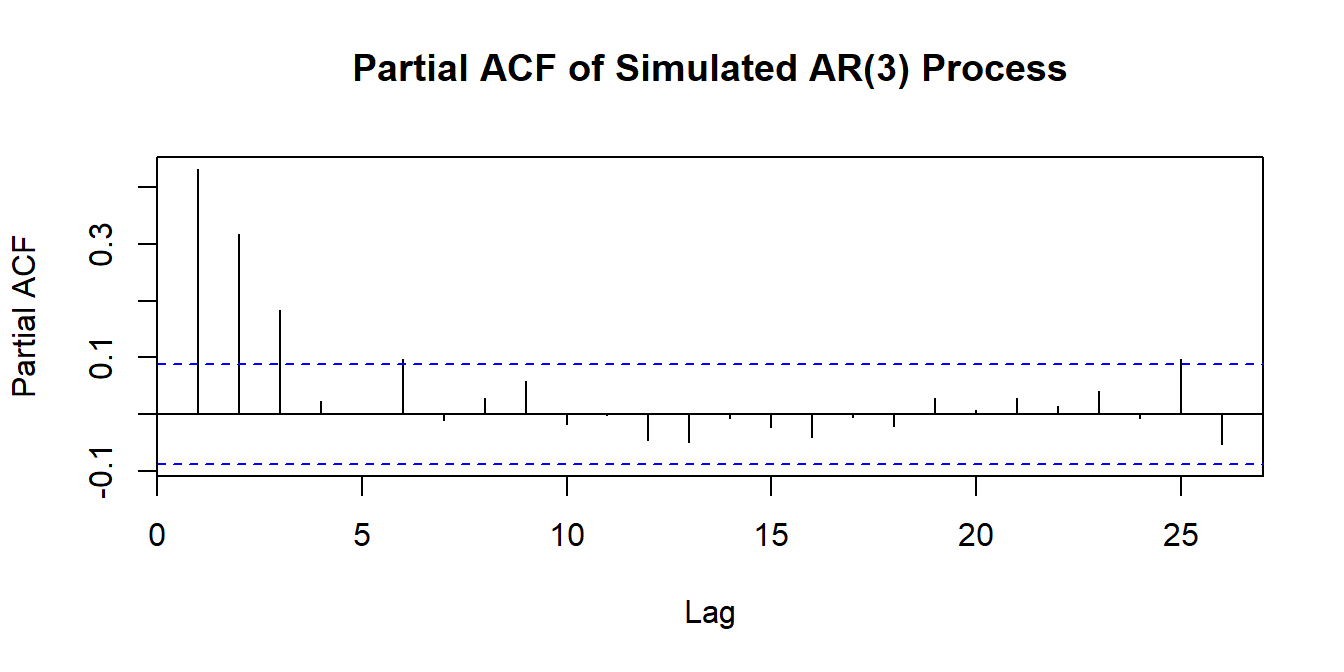 Partial ACF of Simulated AR(3) Process
Partial ACF
0.3
0.1
-0.1
0 5 10 15 20 25
Lag